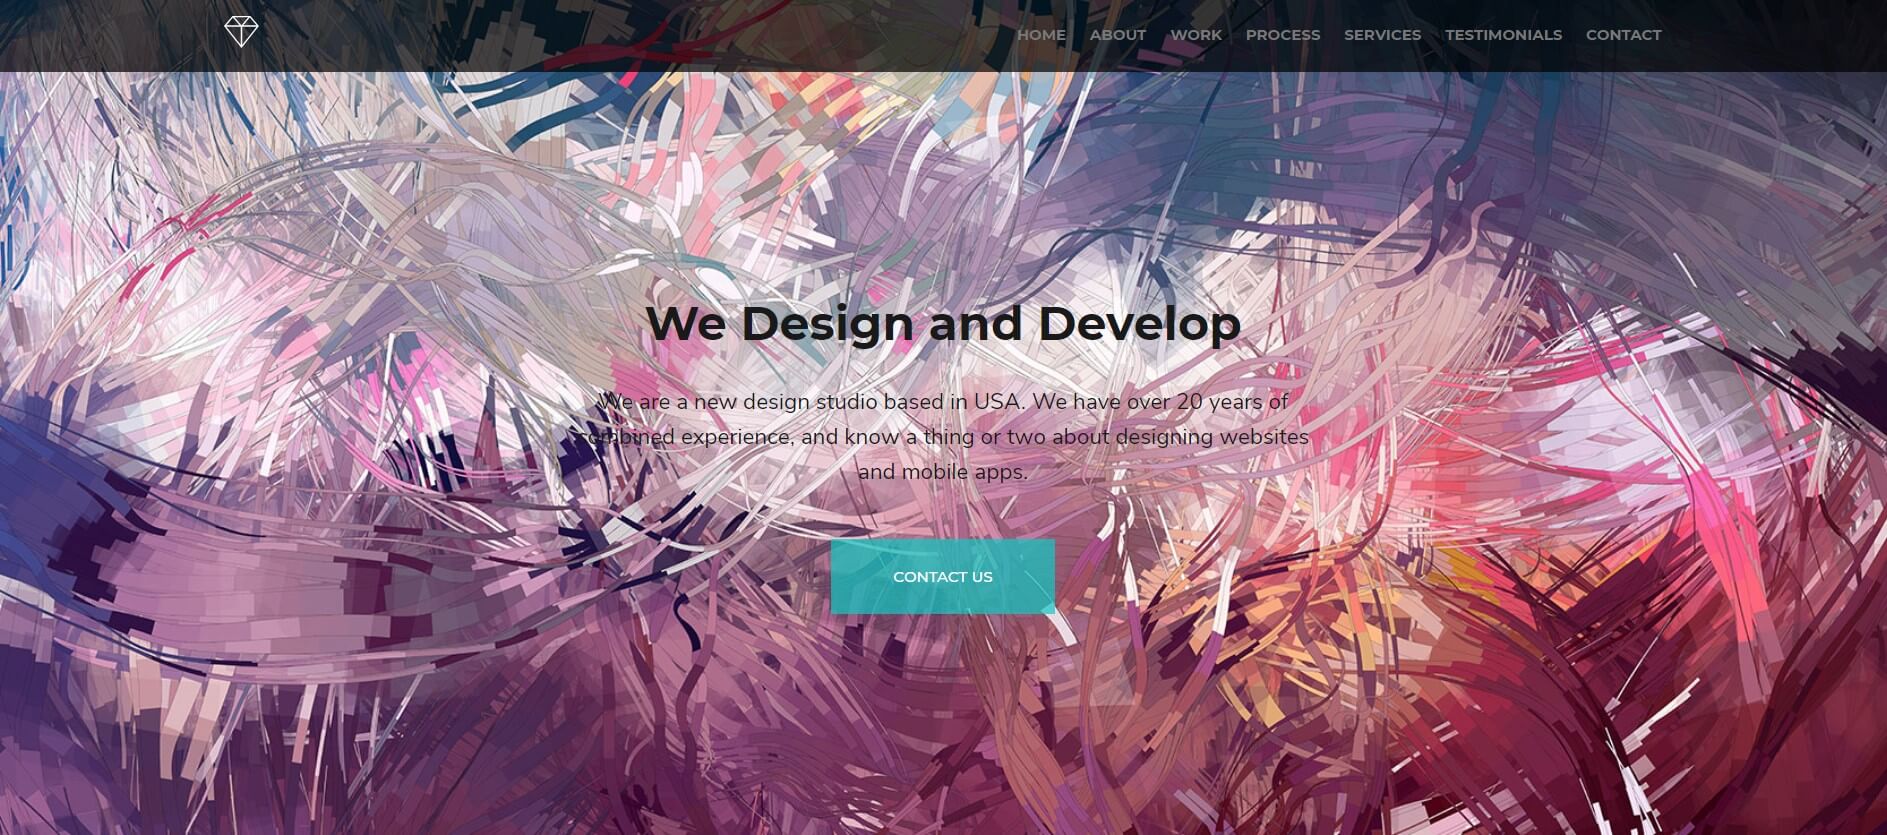 HOME ABOUT WORK PROCESS SERVICES TESTIMONIALS CONTACT
We Design and Develop
We are a new design studio based in USA. We have over 20 years of
combined experience, and know a thing or two about designing websites
and mobile apps.
CONTACT US